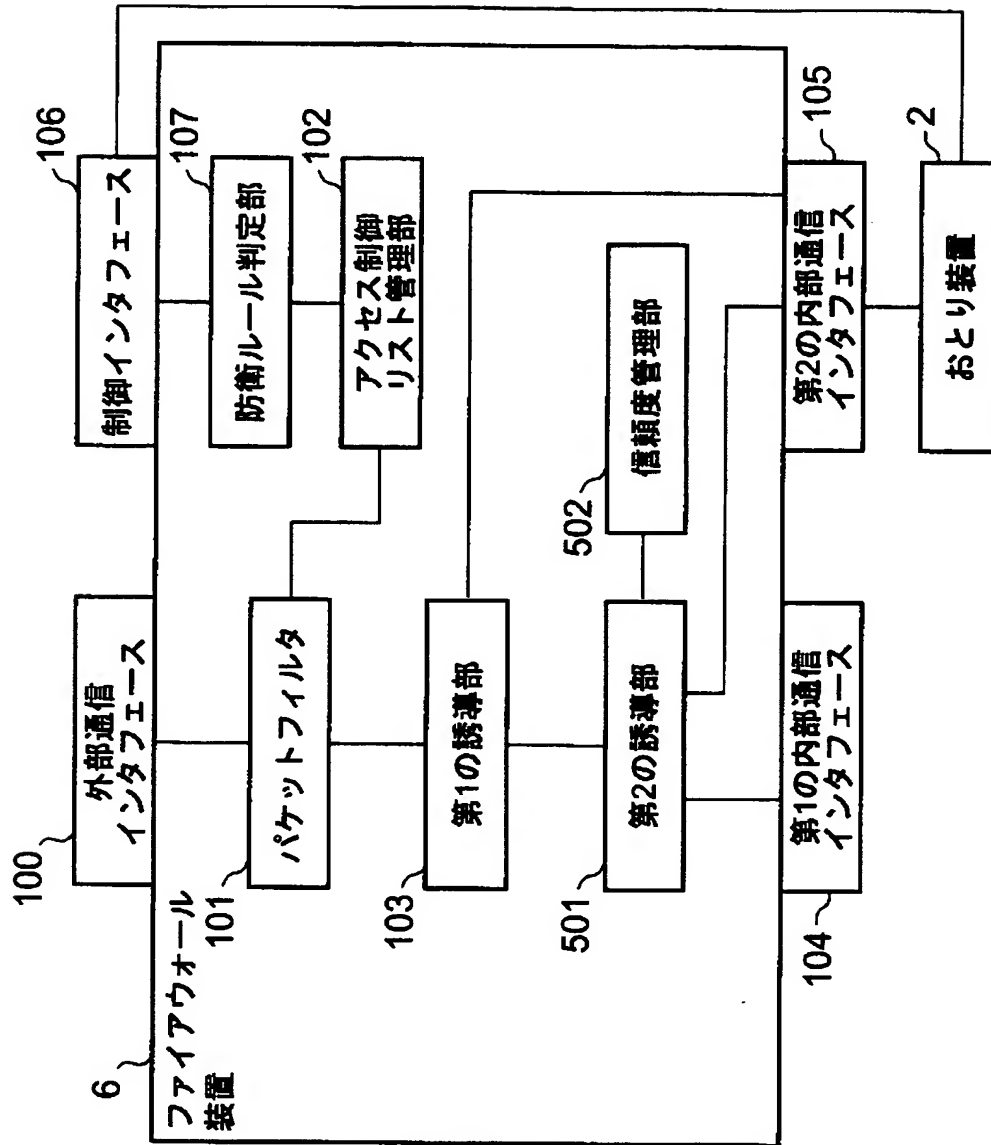 6
ファイアウォール
装置
100
外部通信
インタフェース
106
制御インタフェース
101
パケットフィルタ
107
防衛ルール判定部
102
アクセス制御
リスト管理部
103
第1の誘導部
501
第2の誘導部
502
信頼度管理部
104
第1の内部通信
インタフェース
105
第2の内部通信
インタフェース
2
おとり装置